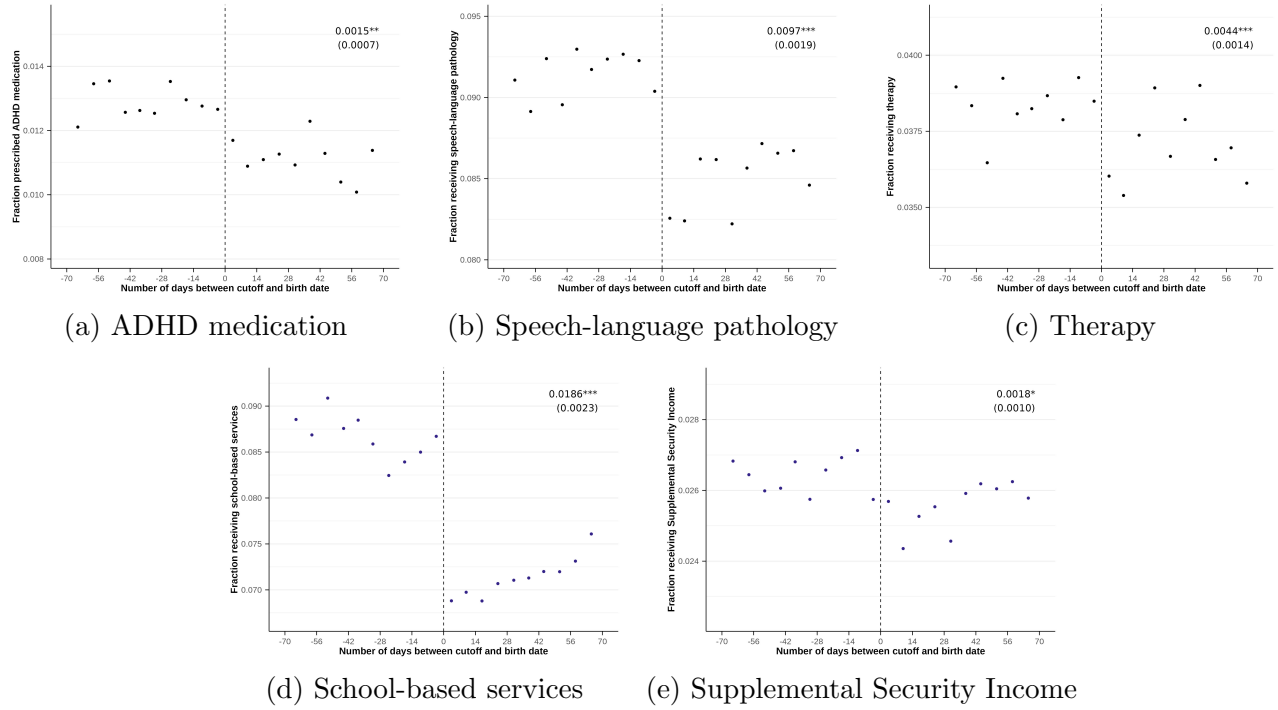 Fraction prescribed ADHD medication
0.0015**
(0.0007)
0.014
0.012
0.010
0.008
-70 -56 -42 -28 -14 0 14 28 42 56 70
Number of days between cutoff and birth date
(a) ADHD medication
Fraction receiving speech-language pathology
0.0097***
(0.0019)
0.095
0.090
0.085
0.080
-70 -56 -42 -28 -14 0 14 28 42 56 70
Number of days between cutoff and birth date
(b) Speech-language pathology
Fraction receiving therapy
0.0044***
(0.0014)
0.0400
0.0375
0.0350
-70 -56 -42 -28 -14 0 14 28 42 56 70
Number of days between cutoff and birth date
(c) Therapy
Fraction receiving school-based services
0.0186***
(0.0023)
0.090
0.085
0.080
0.075
0.070
-70 -56 -42 -28 -14 0 14 28 42 56 70
Number of days between cutoff and birth date
(d) School-based services
Fraction receiving Supplemental Security Income
0.0018*
(0.0010)
0.028
0.026
0.024
-70 -56 -42 -28 -14 0 14 28 42 56 70
Number of days between cutoff and birth date
(e) Supplemental Security Income